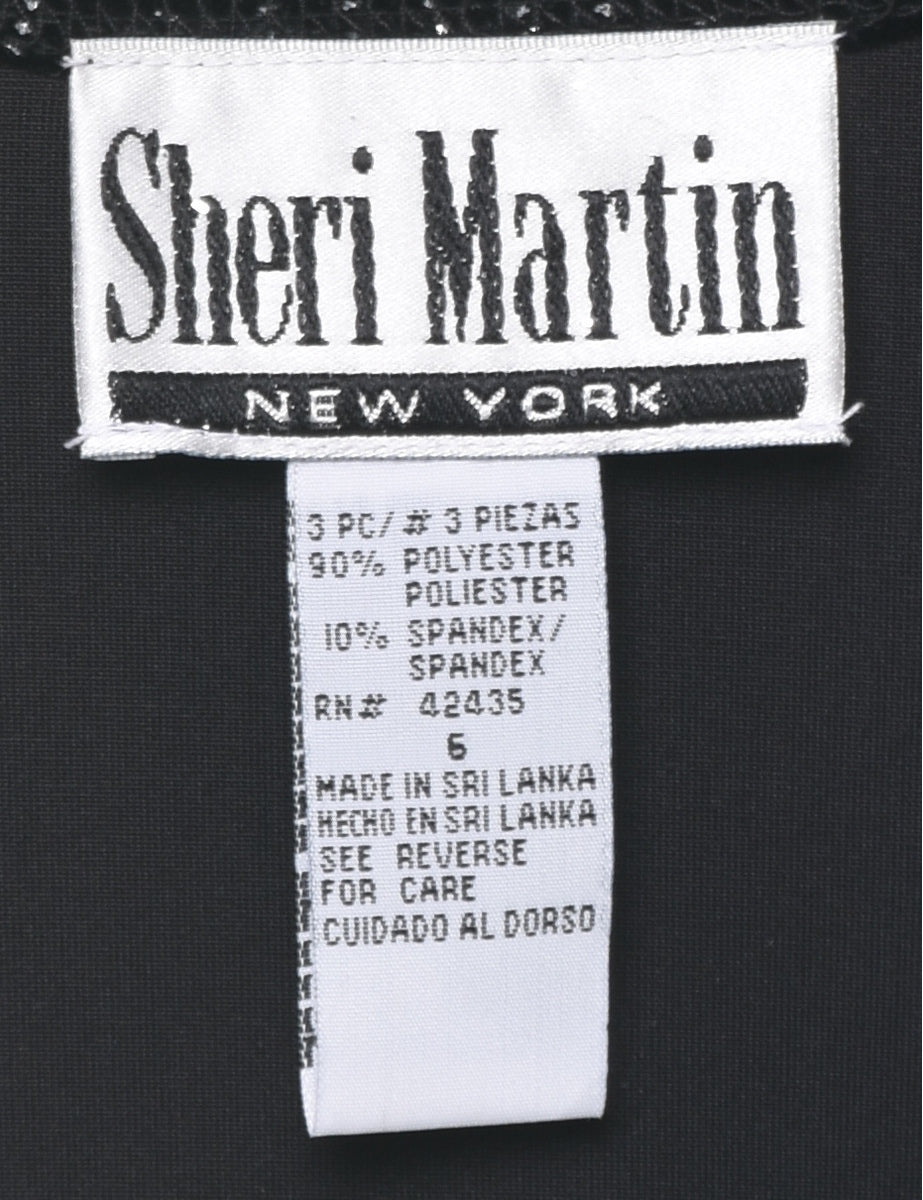 Sheri Martin
NEW YORK
3 PC/# 3 PIEZAS
90% POLYESTER
POLIESTER
10% SPANDEX/
SPANDEX
RN# 42435
6
MADE IN SRI LANKA
HECHO EN SRI LANKA
SEE REVERSE
FOR CARE
CUIDADO AL DORSO